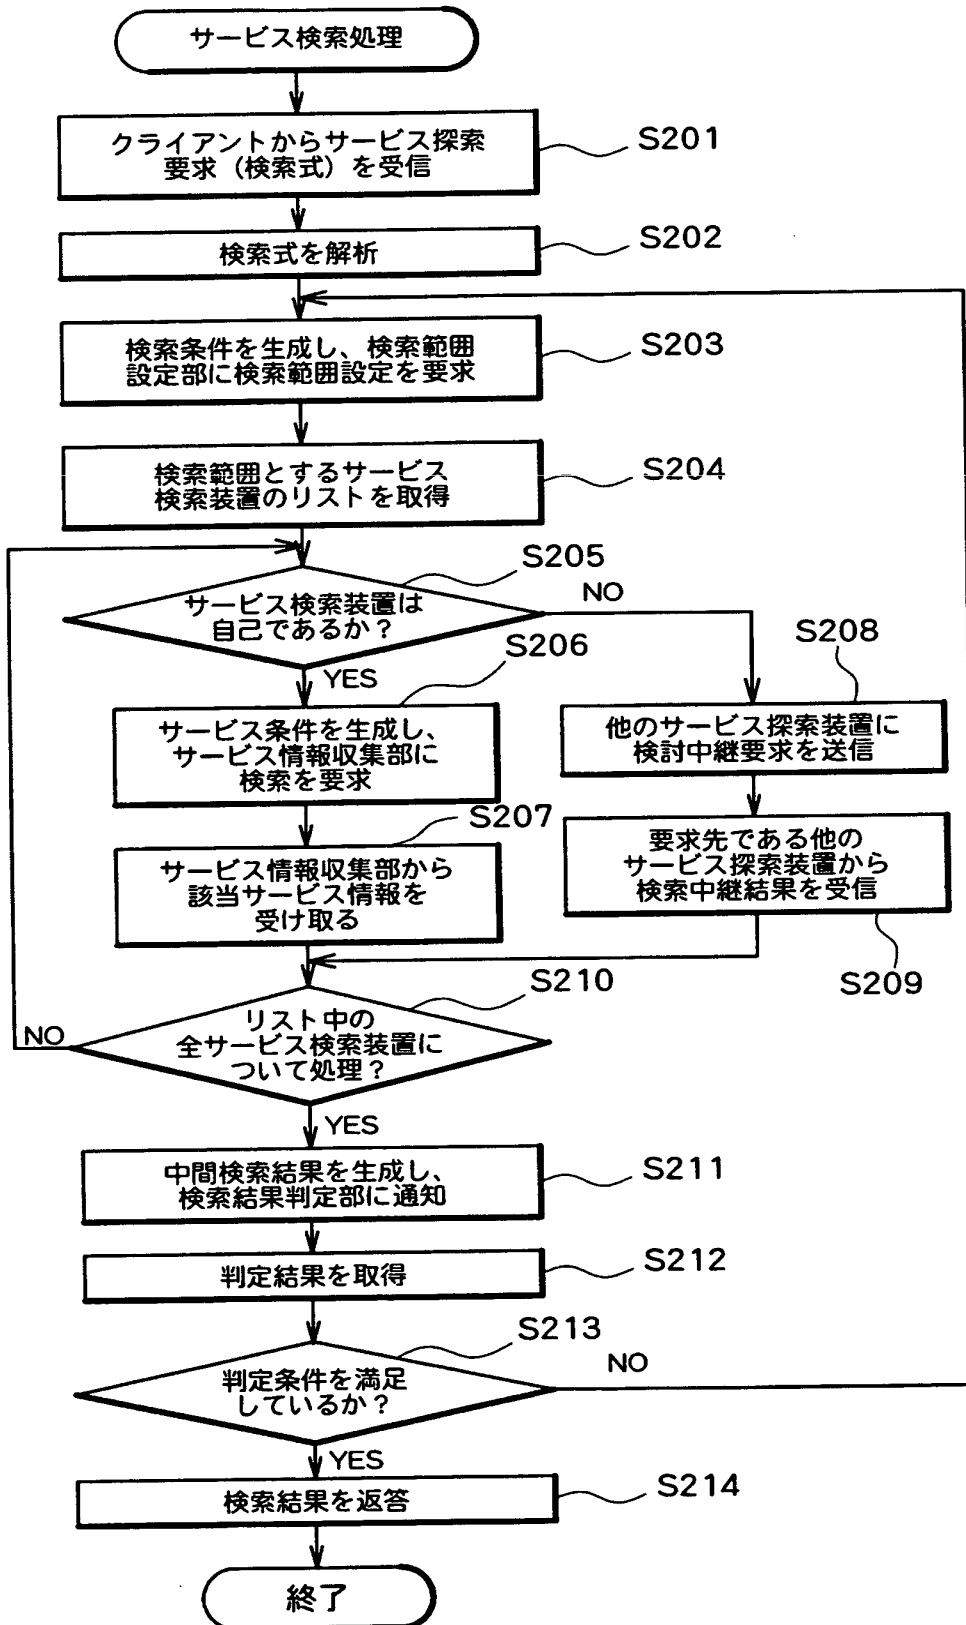 サービス検索処理
クライアントからサービス探索
要求（検索式）を受信
S201
検索式を解析
S202
検索条件を生成し、検索範囲
設定部に検索範囲設定を要求
S203
検索範囲とするサービス
検索装置のリストを取得
S204
サービス検索装置は
自己であるか？
S205
NO
YES
サービス条件を生成し、
サービス情報収集部に
検索を要求
S206
他のサービス探索装置に
検討中継要求を送信
S208
サービス情報収集部から
該当サービス情報を
受け取る
S207
要求先である他の
サービス探索装置から
検索中継結果を受信
S209
リスト中の
全サービス検索装置に
ついて処理？
S210
NO
YES
中間検索結果を生成し、
検索結果判定部に通知
S211
判定結果を取得
S212
判定条件を満足
しているか？
S213
NO
YES
検索結果を返答
S214
終了